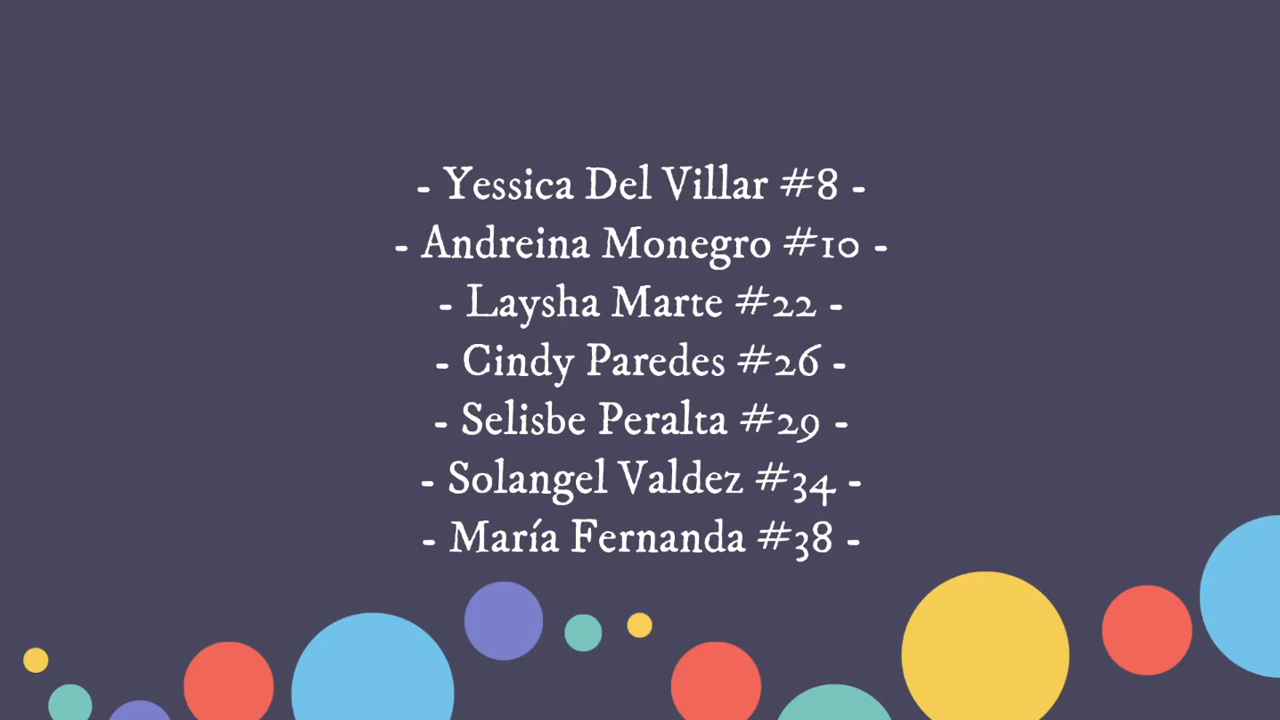 - Yessica Del Villar #8 -
- Andreina Monegro #10 -
- Laysha Marte #22 -
- Cindy Paredes #26 -
- Selisbe Peralta #29 -
- Solangel Valdez #34 -
- María Fernanda #38 -